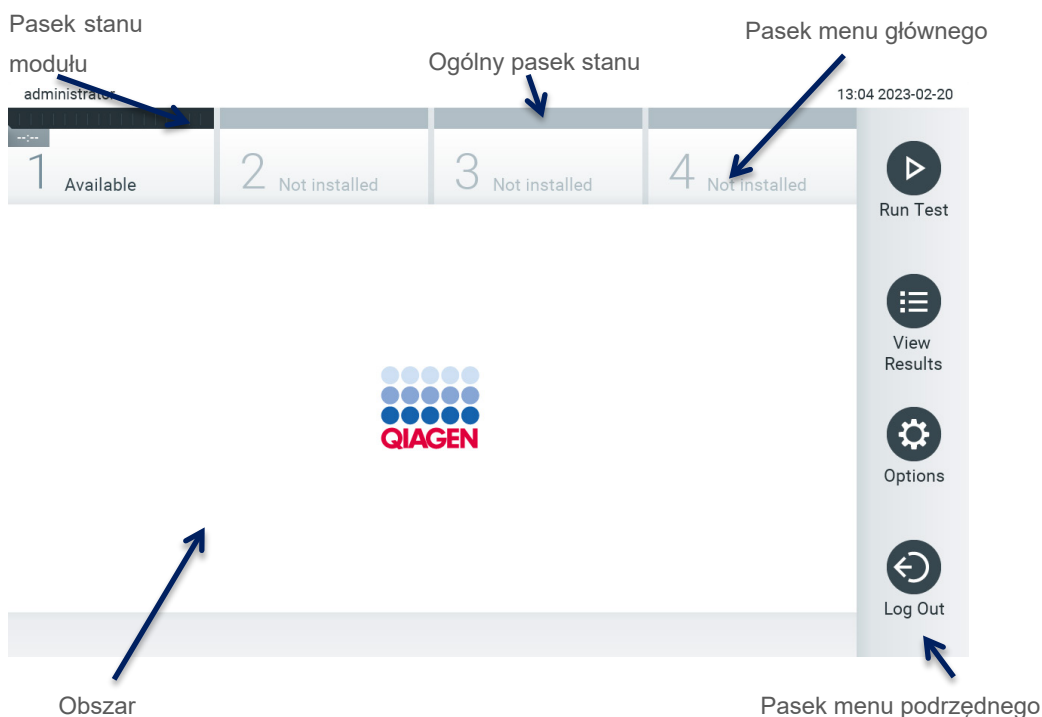 Pasek stanu
modułu
Ogólny pasek stanu
Pasek menu głównego
administrator
13:04 2023-02-20
--:--
1 Available
2 Not installed
3 Not installed
4 Not installed
Run Test
View
Results
Options
Log Out
QIAGEN
Obszar
Pasek menu podrzędnego